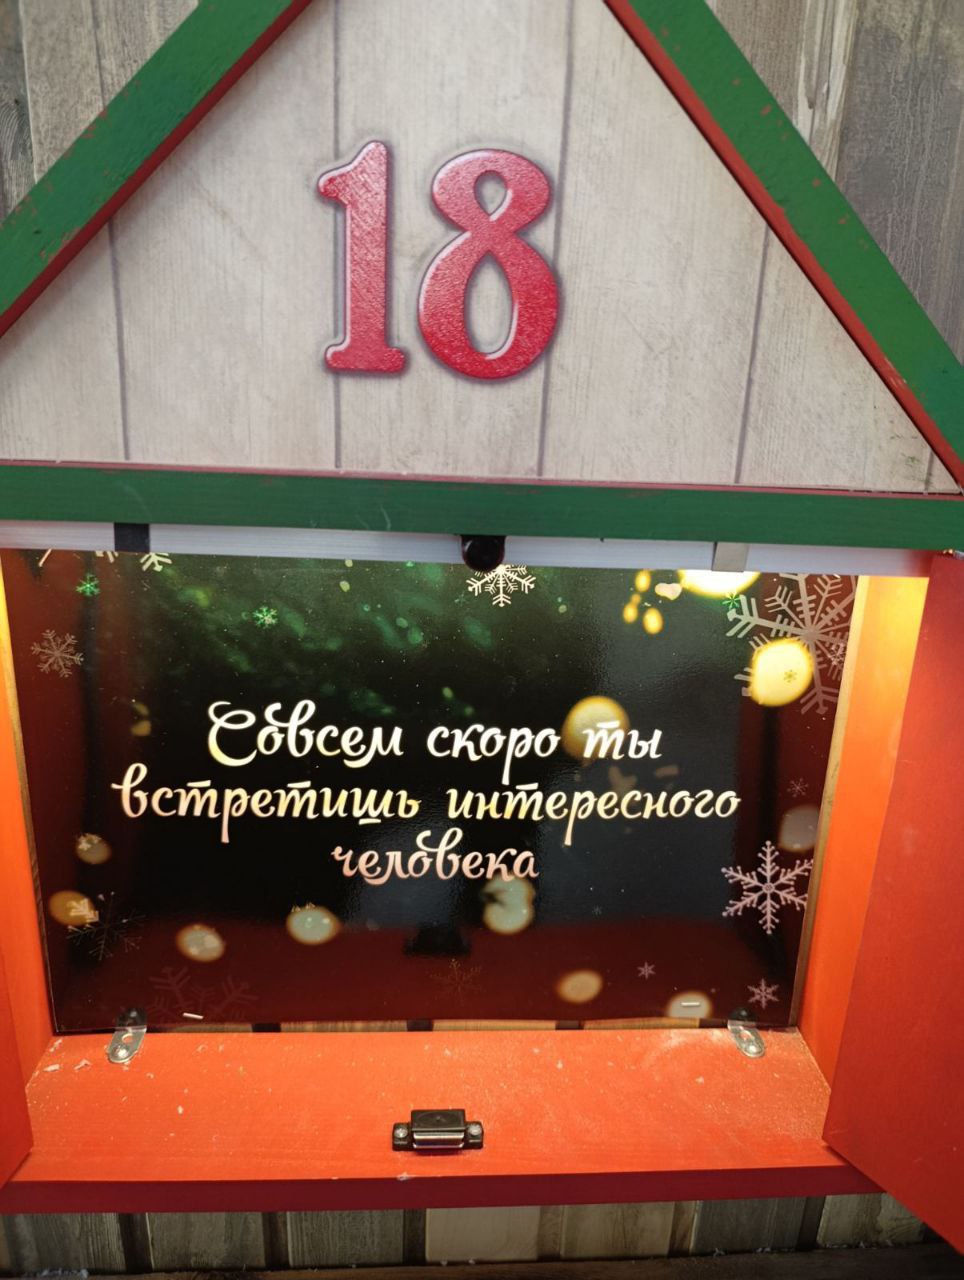 18
Совсем скоро ты
встретишь интересного
человека